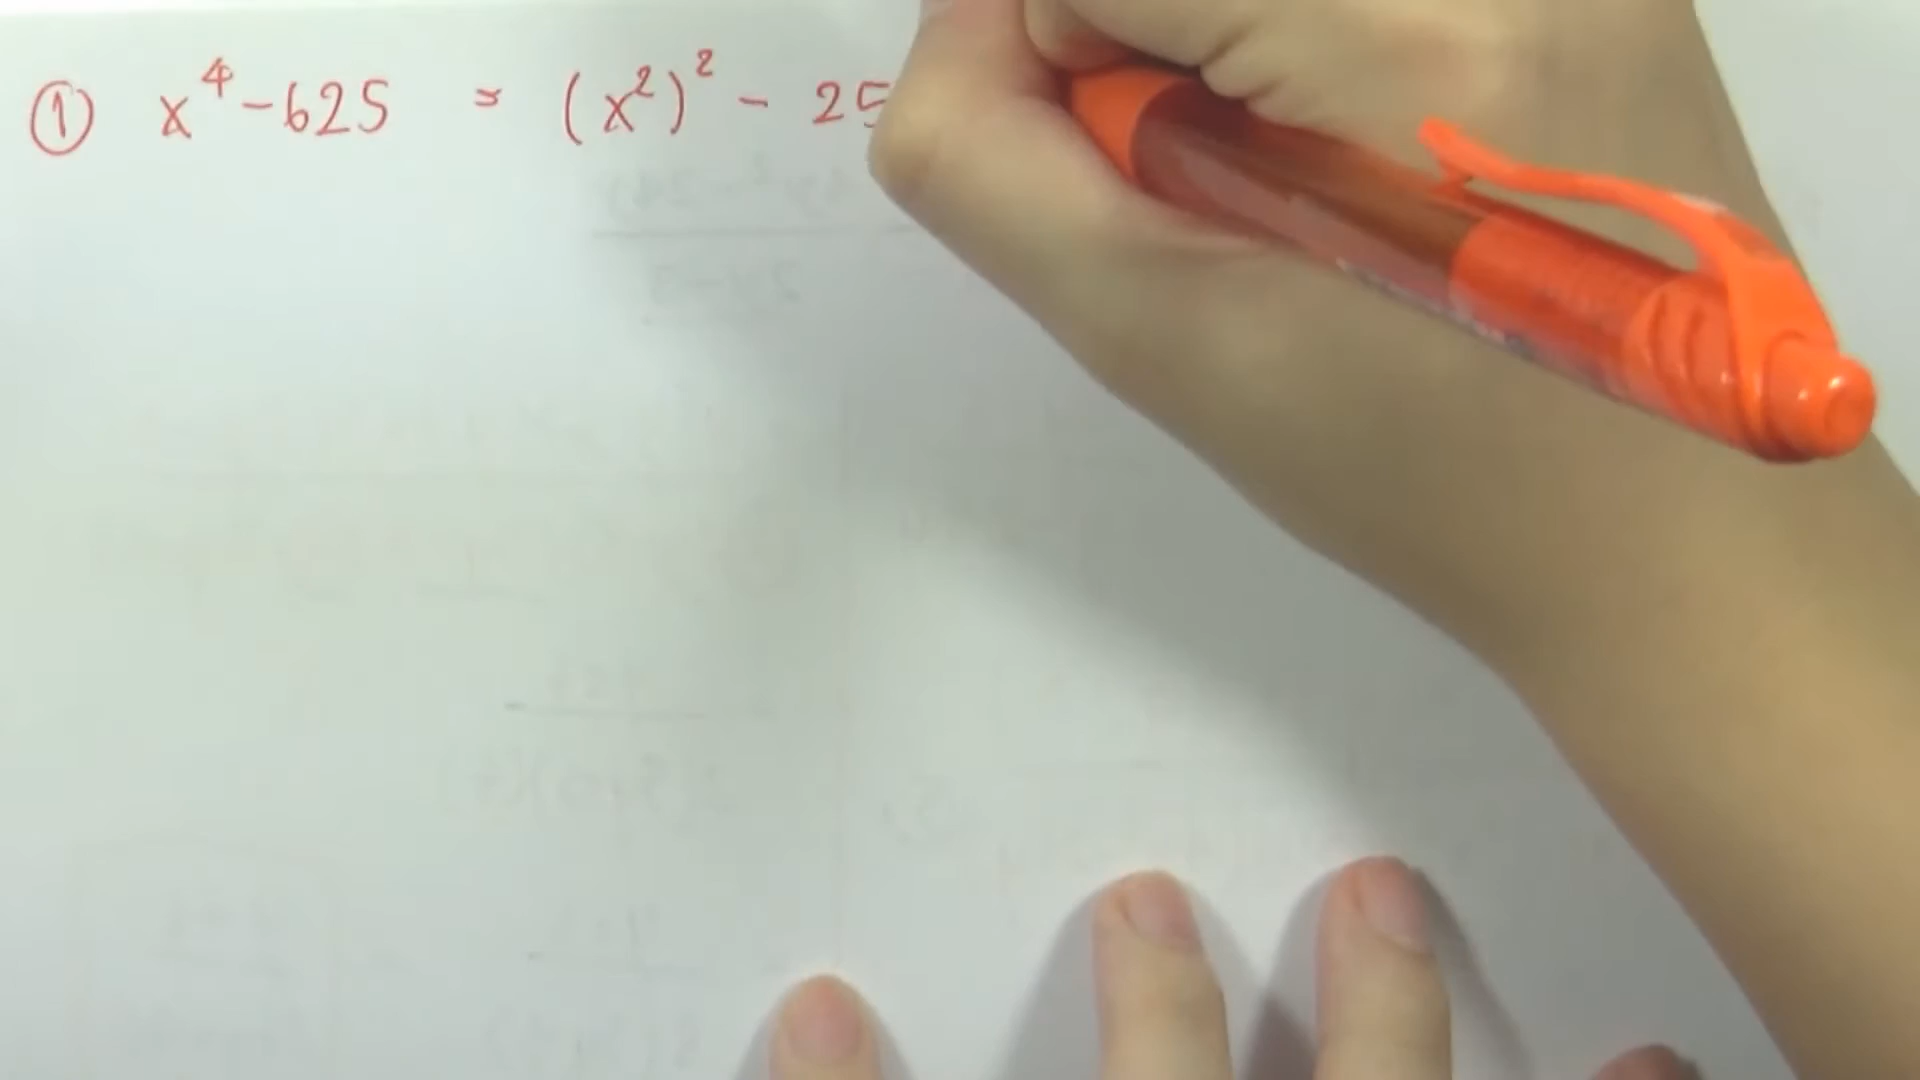 ① x⁴-625 = (x²)² - 25